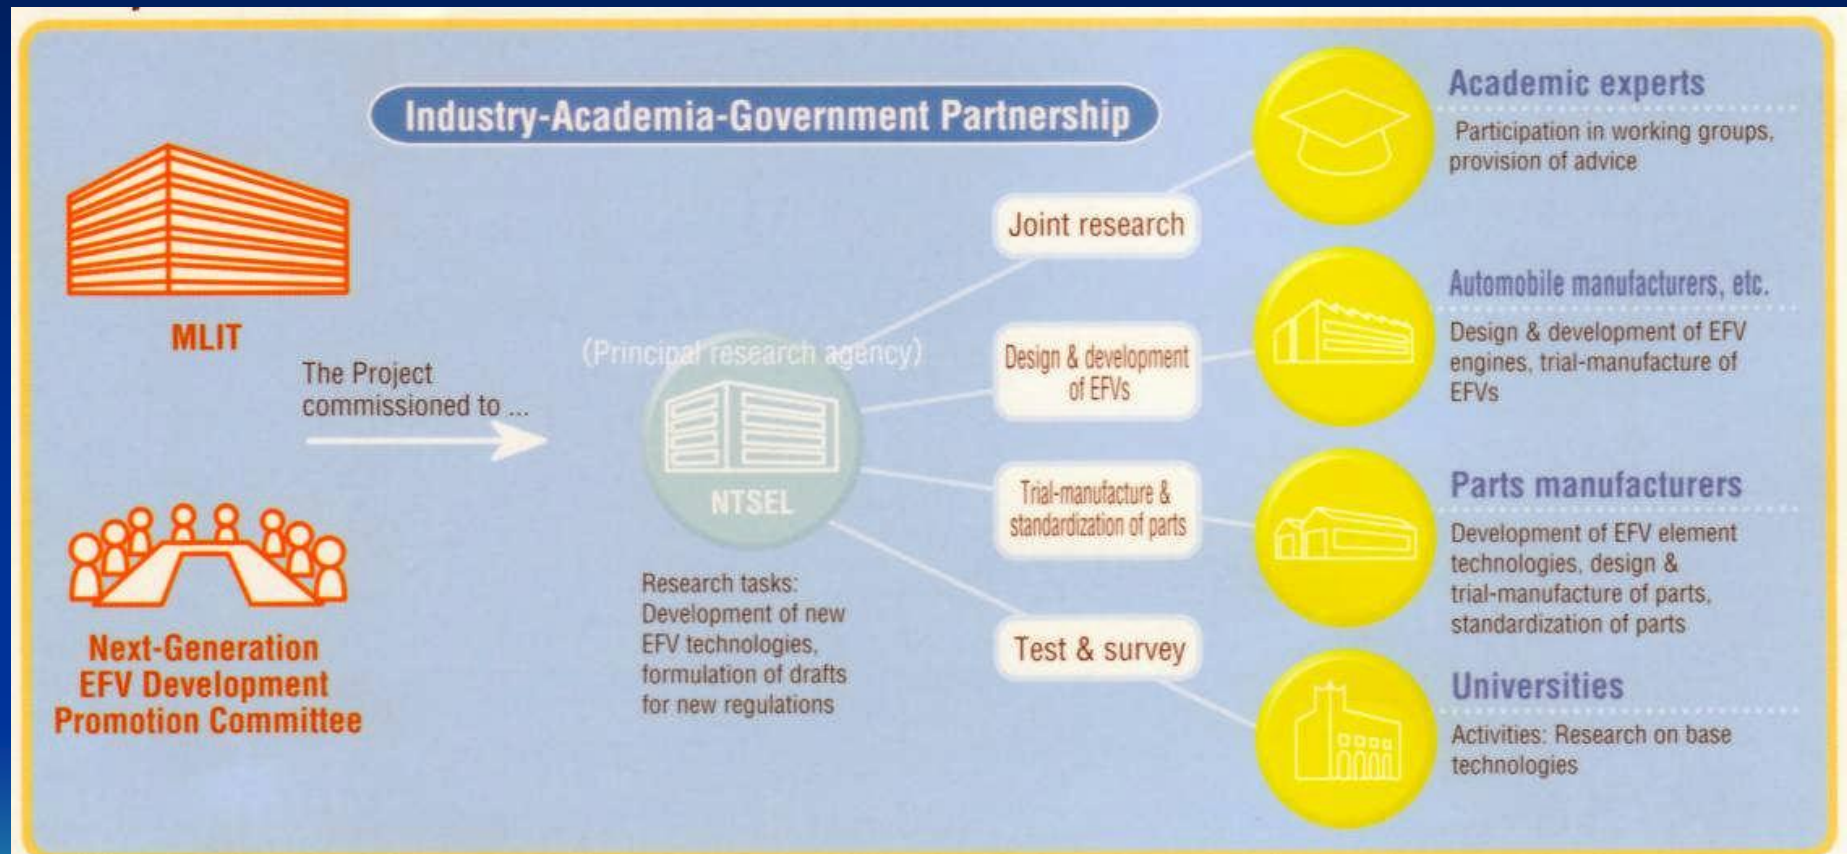 Industry-Academia-Government Partnership
MLIT
The Project
commissioned to ...
Next-Generation
EFV Development
Promotion Committee
(Principal research agency)
NTSEL
Research tasks:
Development of new
EFV technologies,
formulation of drafts
for new regulations
Joint research
Design & development
of EFVs
Trial-manufacture &
standardization of parts
Test & survey
Academic experts
Participation in working groups,
provision of advice
Automobile manufacturers, etc.
Design & development of EFV
engines, trial-manufacture of
EFVs
Parts manufacturers
Development of EFV element
technologies, design &
trial-manufacture of parts,
standardization of parts
Universities
Activities: Research on base
technologies